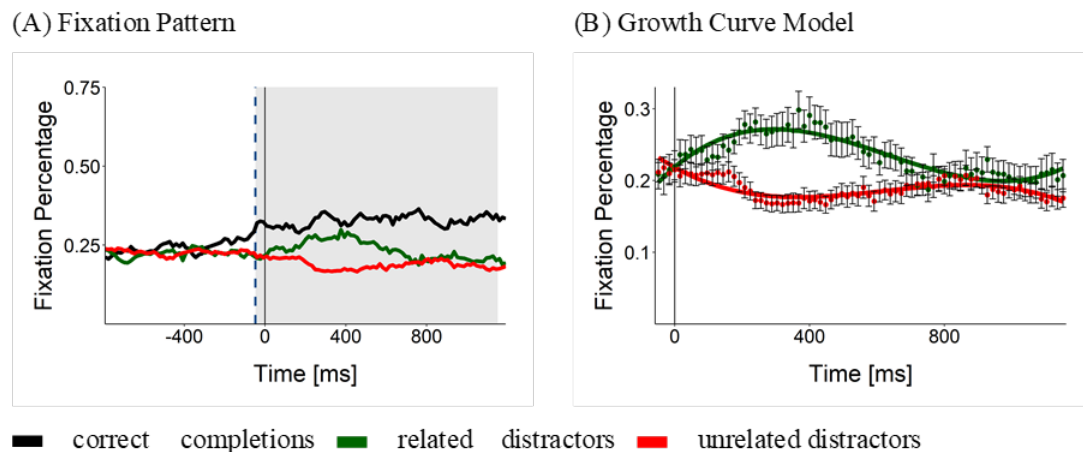 (A) Fixation Pattern
(B) Growth Curve Model
Fixation Percentage
0.75
0.50
0.25
-400
0
400
800
Time [ms]
Fixation Percentage
0.3
0.2
0.1
0
400
800
Time [ms]
correct completions related distractors unrelated distractors